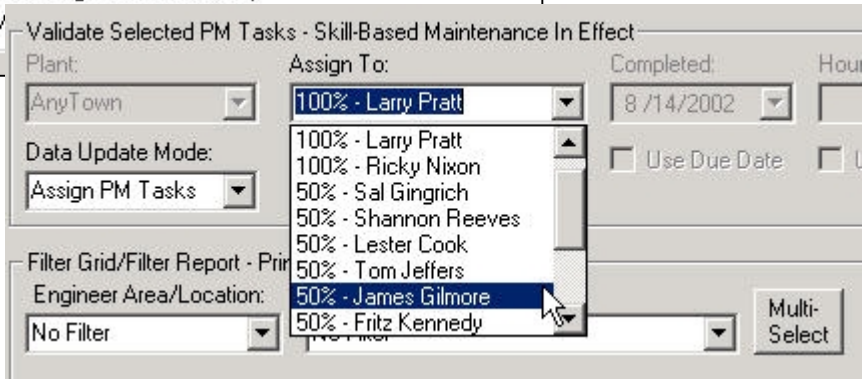 Validate Selected PM Tasks - Skill-Based Maintenance In Effect
Plant:
Assign To:
Completed:
AnyTown
100% - Larry Pratt
8 /14/2002
Data Update Mode:
Use Due Date
Assign PM Tasks
100% - Larry Pratt
100% - Ricky Nixon
50% - Sal Gingrich
50% - Shannon Reeves
50% - Lester Cook
50% - Tom Jeffers
50% - James Gilmore
50% - Fritz Kennedy
Filter Grid/Filter Report - Prin
Engineer Area/Location:
No Filter
Multi-
Select